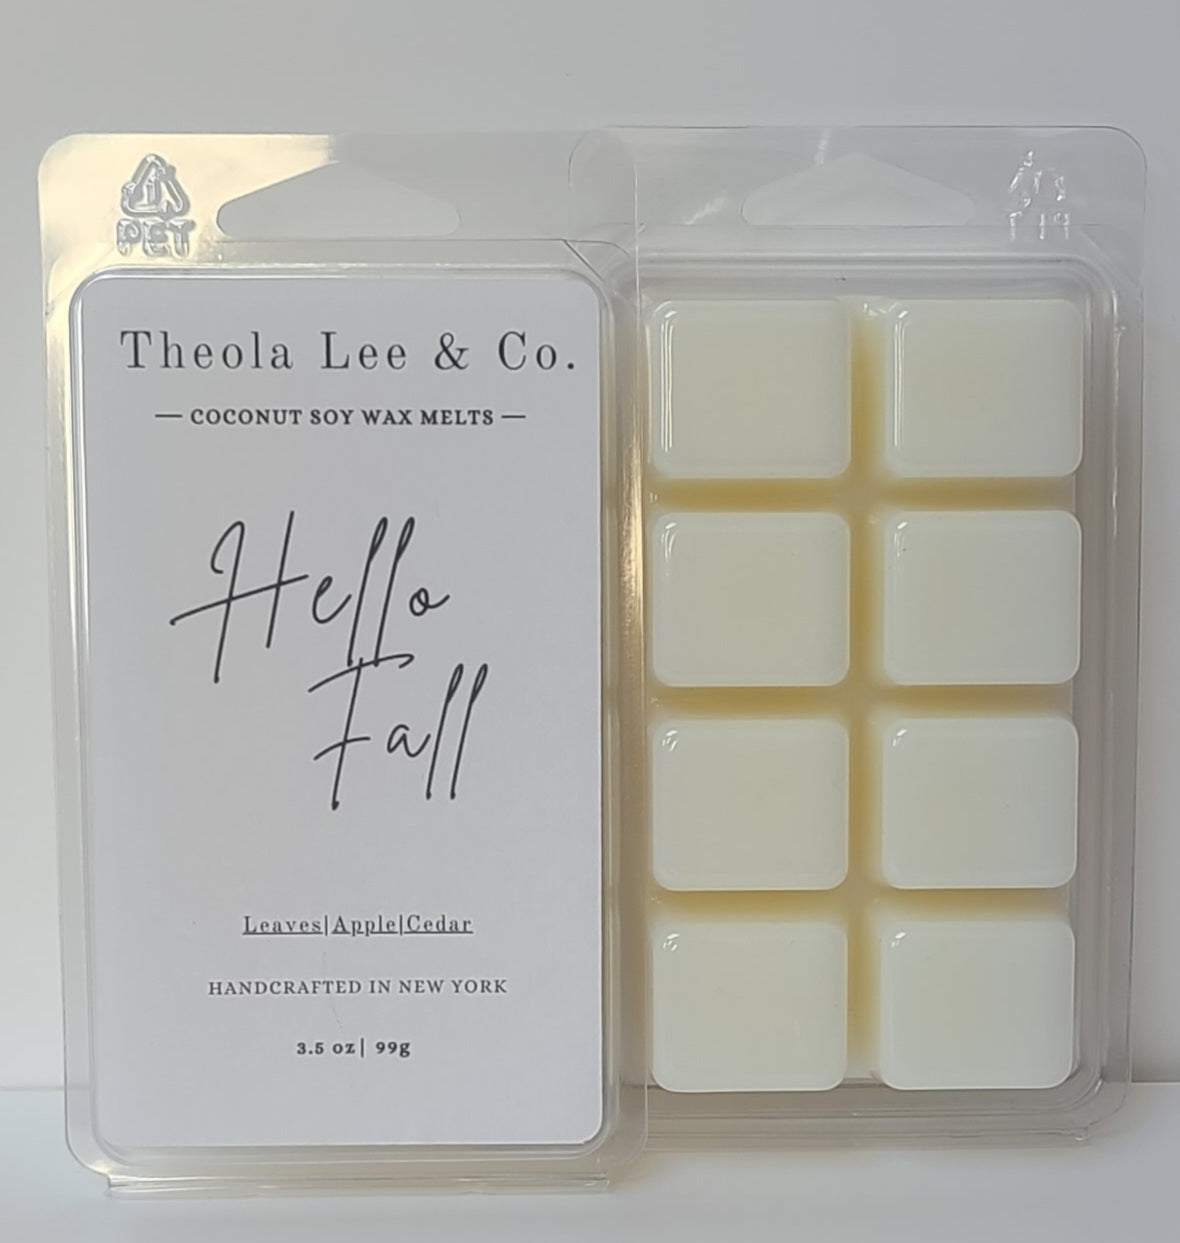 PET
Theola Lee & Co.
— COCONUT SOY WAX MELTS —
Hello
Fall
Leaves|Apple|Cedar
HANDCRAFTED IN NEW YORK
3.5 oz| 99g